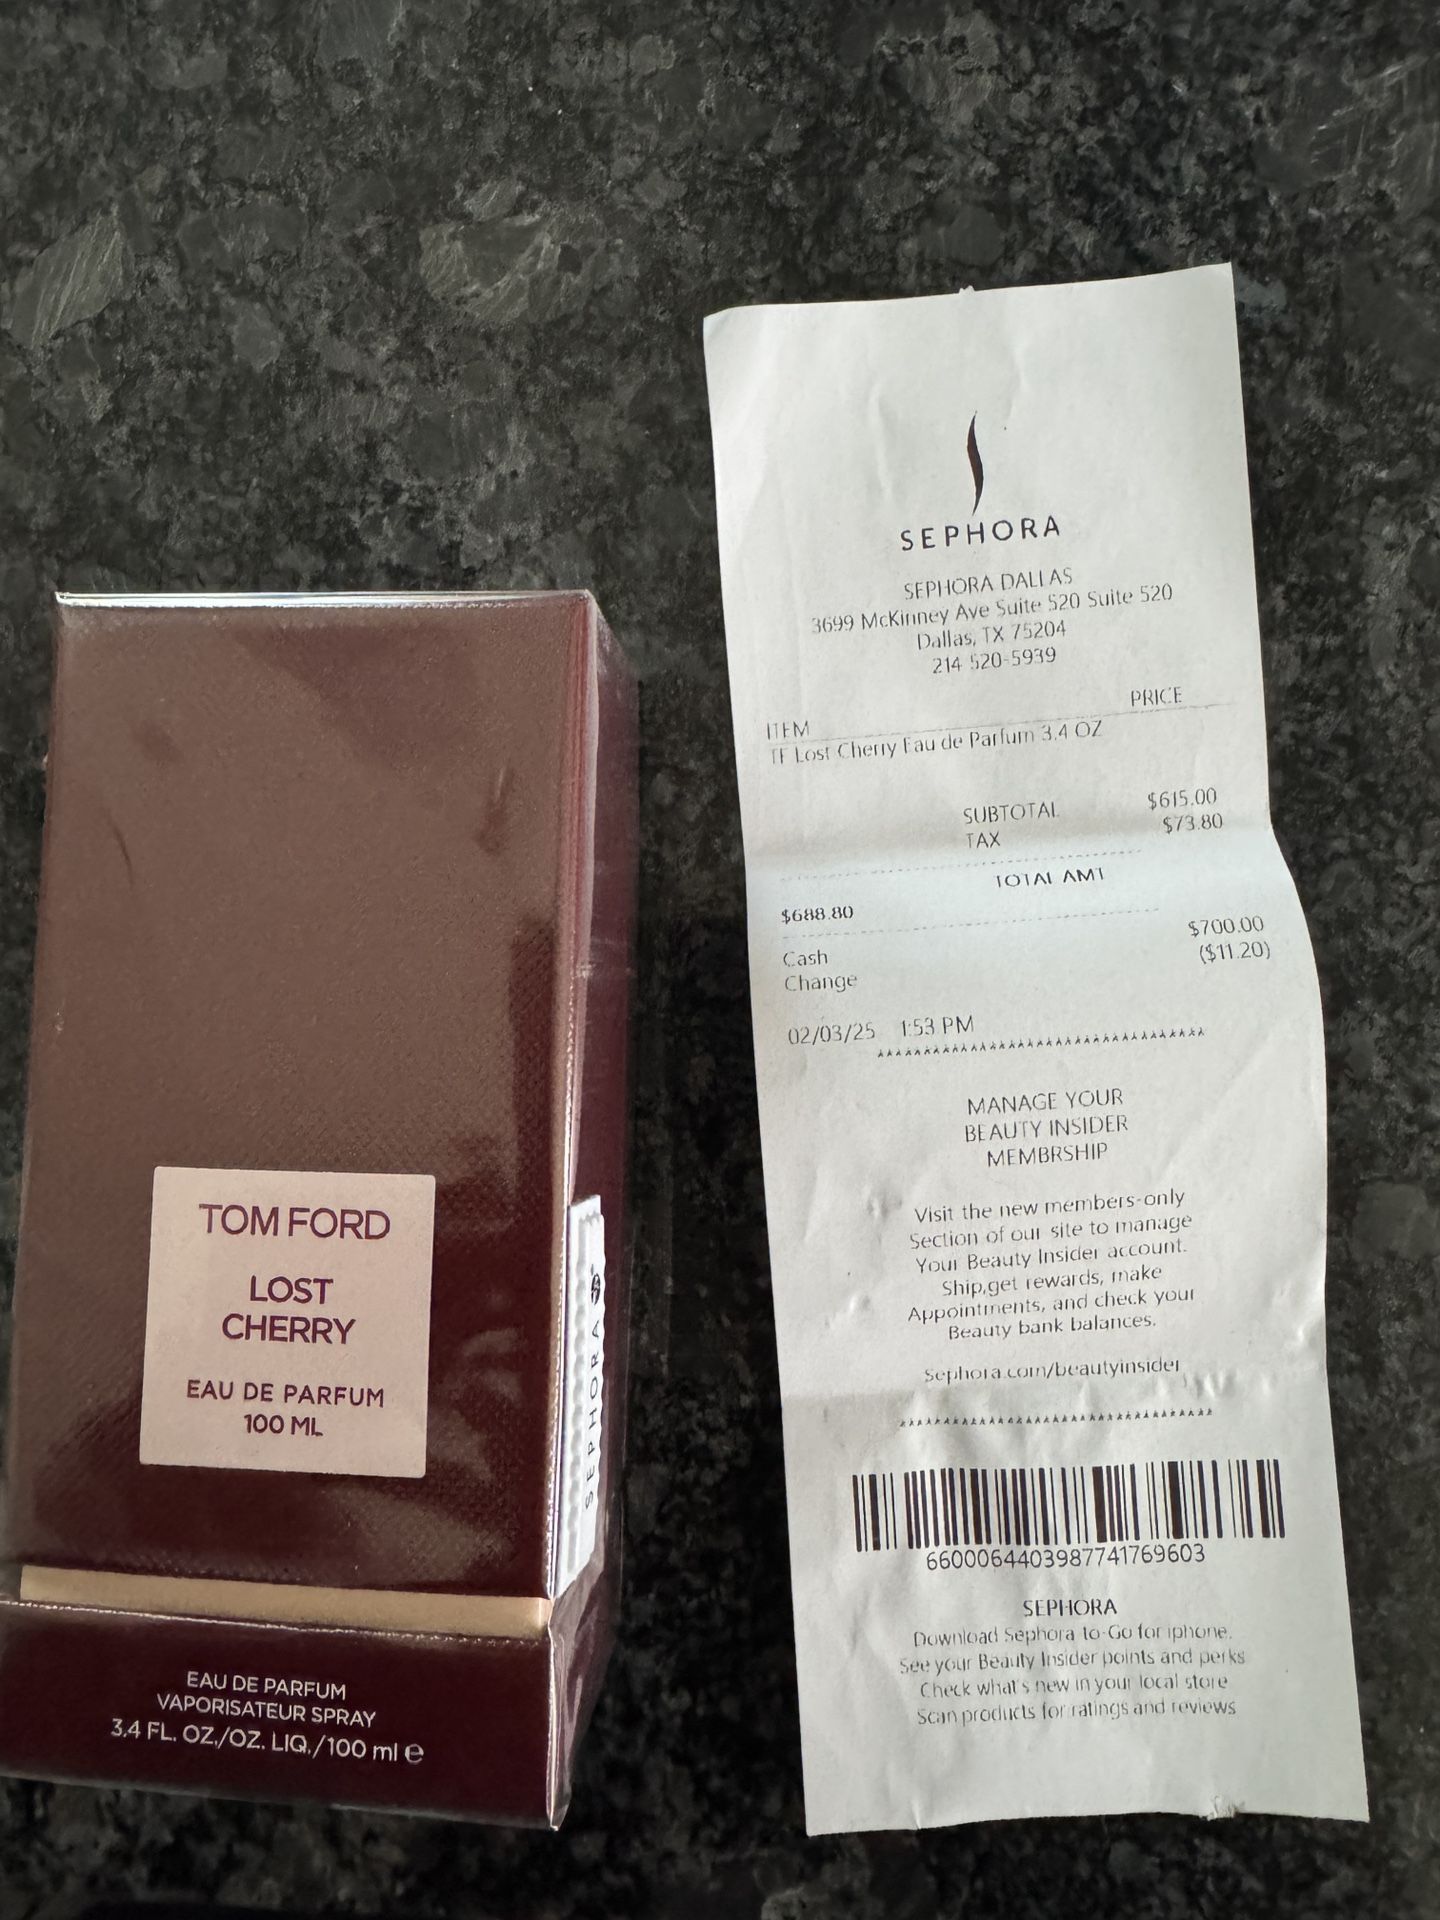 TOM FORD
LOST
CHERRY
EAU DE PARFUM
100 ML
SEPHORA
EAU DE PARFUM
VAPORISATEUR SPRAY
3.4 FL. OZ./OZ. LIQ./100 ml e
SEPHORA
SEPHORA DALLAS
3699 McKinney Ave Suite 520 Suite 520
Dallas, TX 75204
214 520-5939
ITEM PRICE
TF Lost Cherry Eau de Parfum 3.4 OZ
SUBTOTAL $615.00
TAX $73.80
TOTAL AMT
$688.80
Cash $700.00
Change ($11.20)
02/03/25 1:53 PM
***********************************
MANAGE YOUR
BEAUTY INSIDER
MEMBRSHIP
Visit the new members-only
Section of our site to manage
Your Beauty Insider account.
Ship,get rewards, make
Appointments, and check your
Beauty bank balances.
Sephora.com/beautyinsider
*********************************
6600064403987741769603
SEPHORA
Download Sephora to-Go for iphone.
See your Beauty Insider points and perks
Check what's new in your local store
Scan products for ratings and reviews